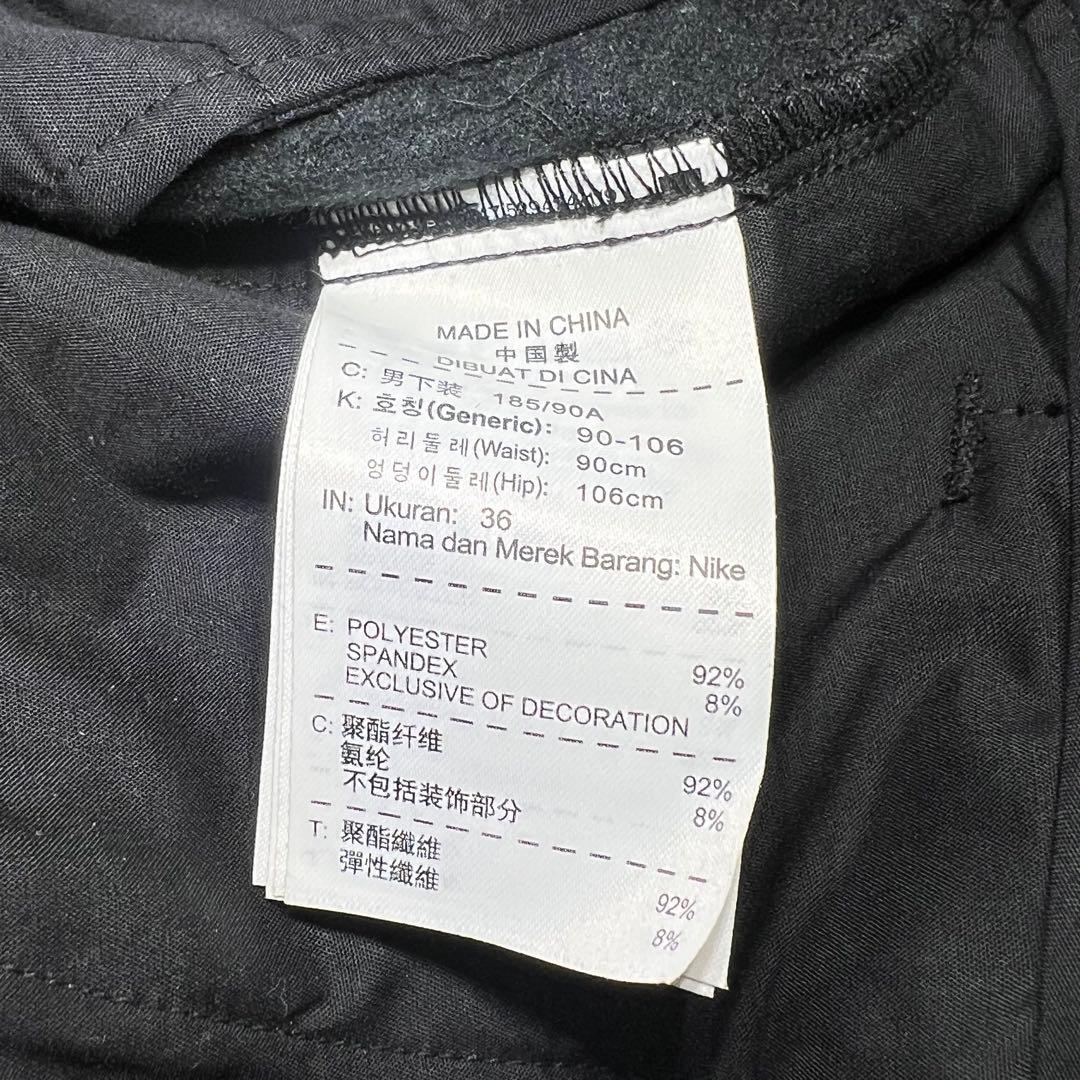 MADE IN CHINA
中国製
DIBUAT DI CINA
C: 男下装 185/90A
K: 호칭(Generic): 90-106
허리둘레(Waist): 90cm
엉덩이둘레(Hip): 106cm
IN: Ukuran: 36
Nama dan Merek Barang: Nike
E: POLYESTER 92%
SPANDEX 8%
EXCLUSIVE OF DECORATION
C: 聚酯纤维 92%
氨纶 8%
不包括装饰部分
T: 聚酯纖維 92%
彈性纖維 8%